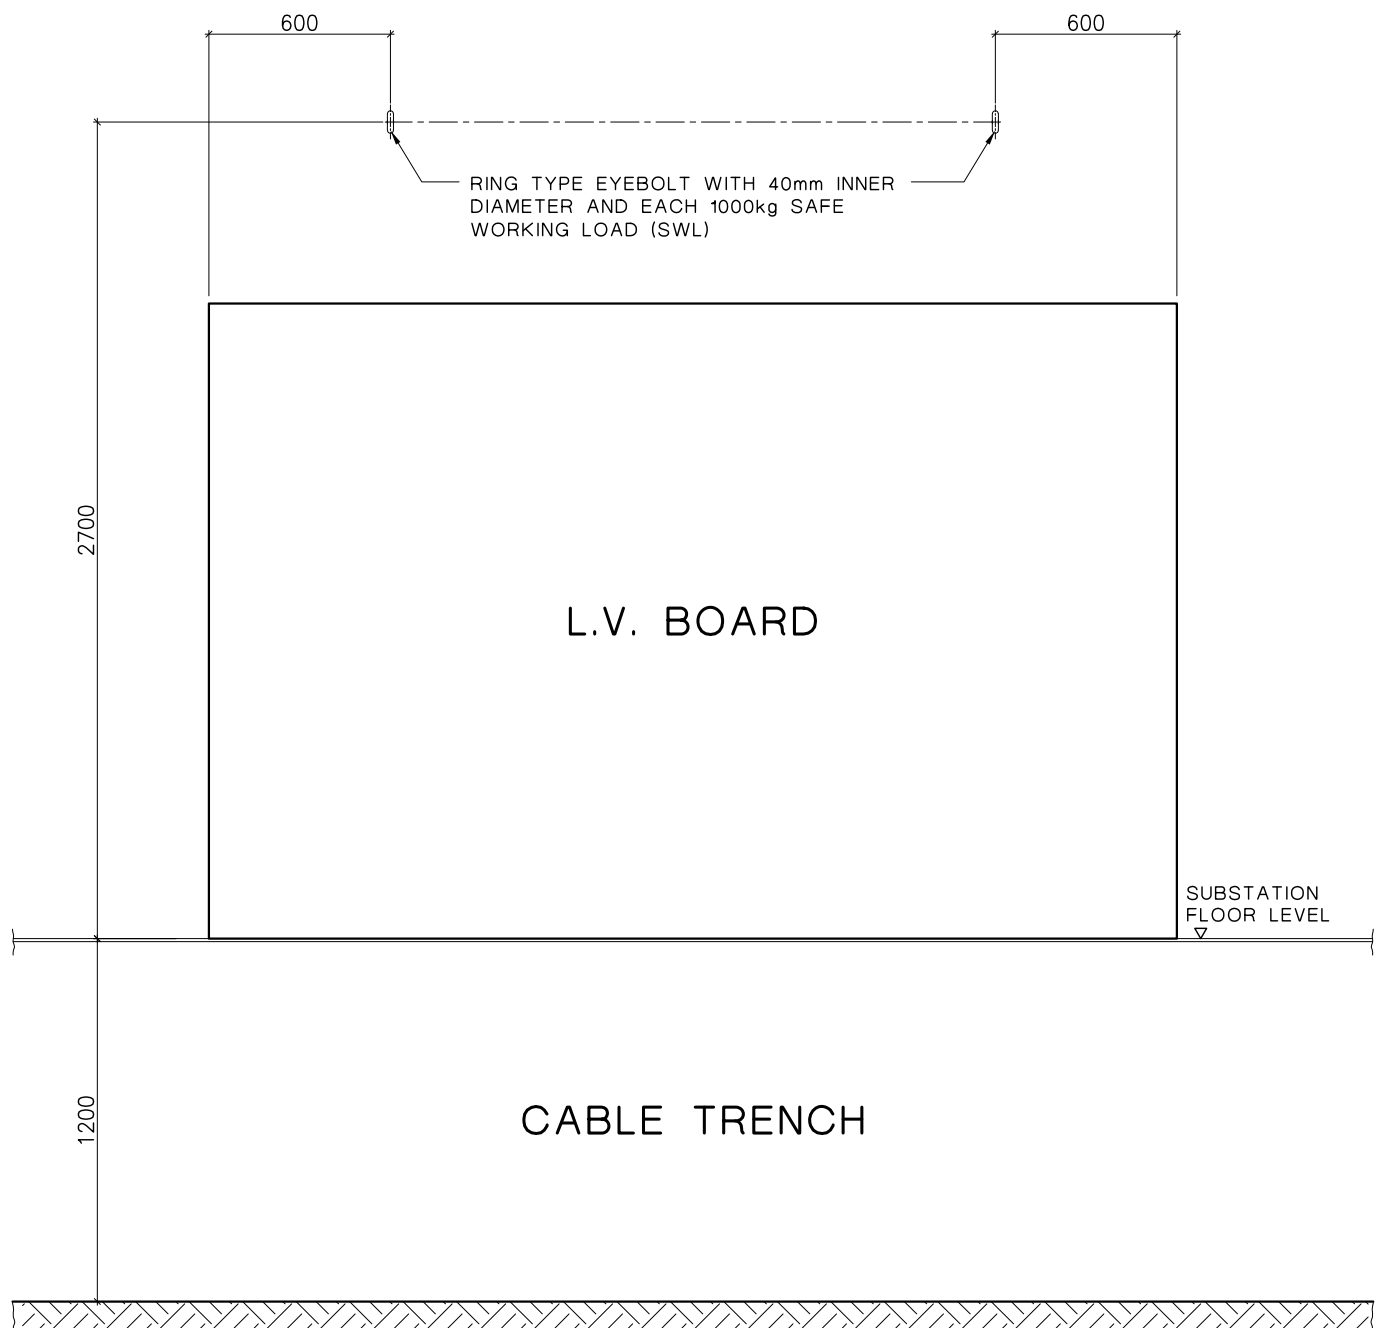 600
600
RING TYPE EYEBOLT WITH 40mm INNER
DIAMETER AND EACH 1000kg SAFE
WORKING LOAD (SWL)
2700
L.V. BOARD
SUBSTATION
FLOOR LEVEL
1200
CABLE TRENCH